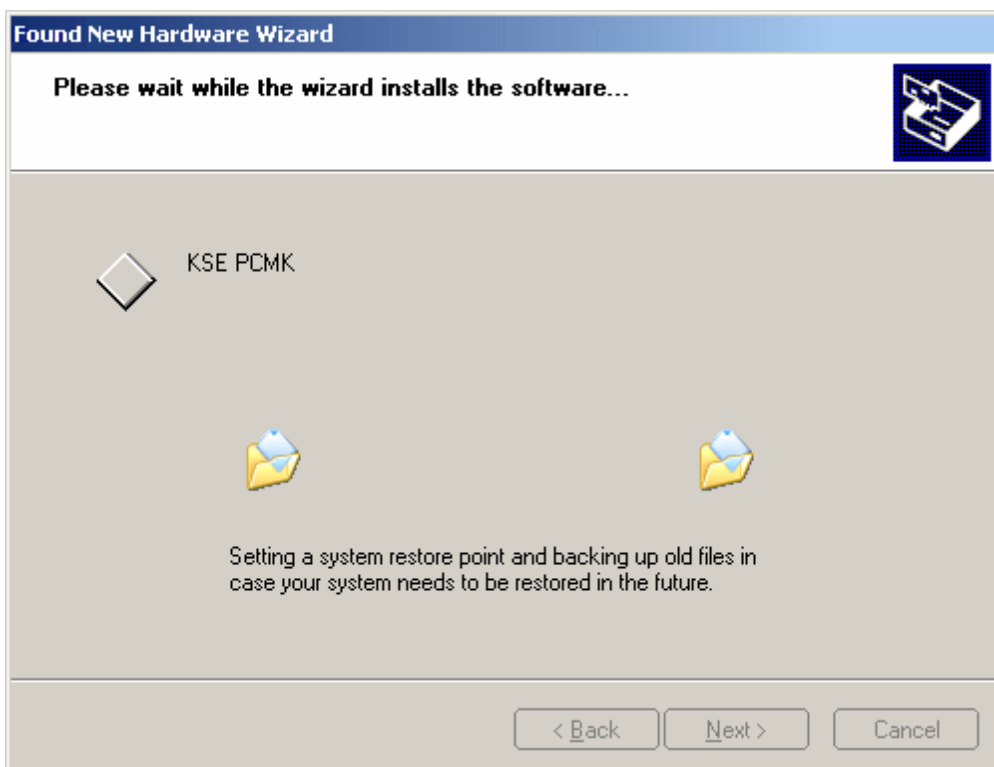 Found New Hardware Wizard
Please wait while the wizard installs the software...
KSE PCMK
Setting a system restore point and backing up old files in
case your system needs to be restored in the future.
< Back Next > Cancel